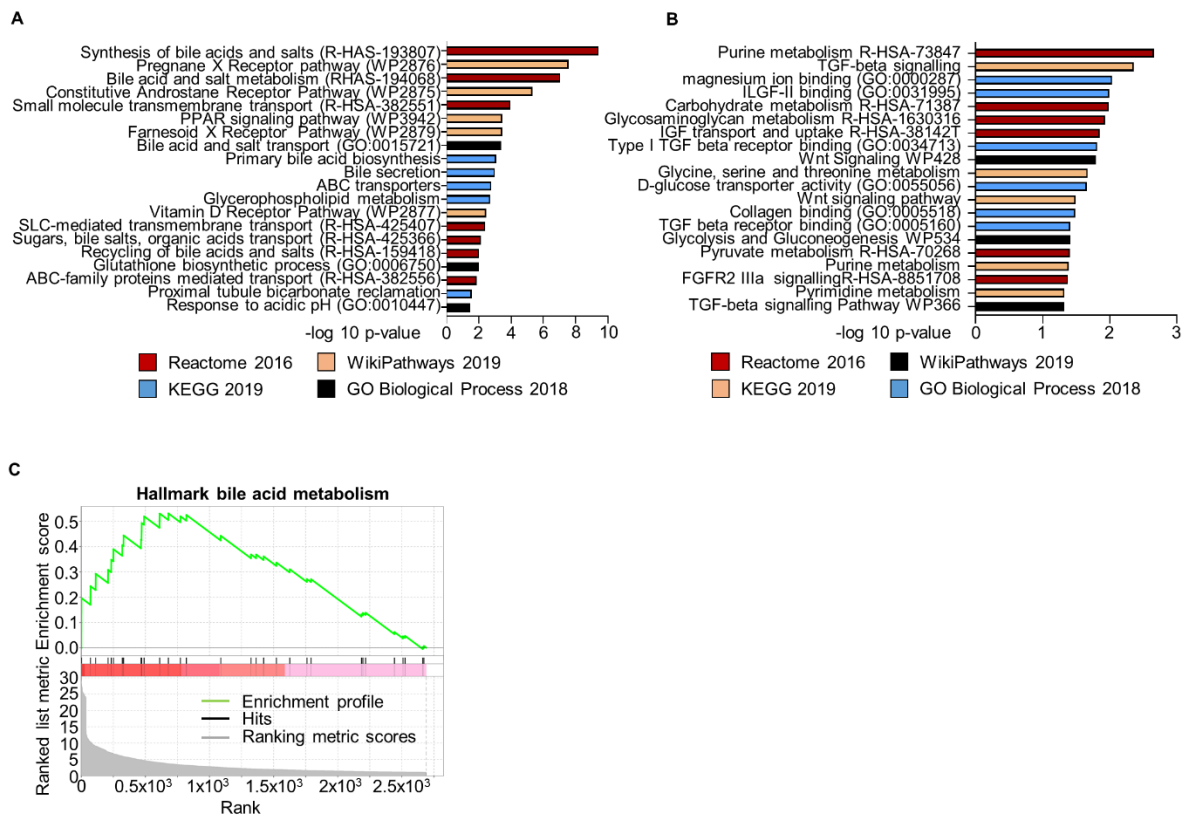 A
Synthesis of bile acids and salts (R-HAS-193807)
Pregnane X Receptor pathway (WP2876)
Bile acid and salt metabolism (RHAS-194068)
Constitutive Androstane Receptor Pathway (WP2875)
Small molecule transmembrane transport (R-HSA-382551)
PPAR signaling pathway (WP3942)
Farnesoid X Receptor Pathway (WP2879)
Bile acid and salt transport (GO:0015721)
Primary bile acid biosynthesis
Bile secretion
ABC transporters
Glycerophospholipid metabolism
Vitamin D Receptor Pathway (WP2877)
SLC-mediated transmembrane transport (R-HSA-425407)
Sugars, bile salts, organic acids transport (R-HSA-425366)
Recycling of bile acids and salts (R-HSA-159418)
Glutathione biosynthetic process (GO:0006750)
ABC-family proteins mediated transport (R-HSA-382556)
Proximal tubule bicarbonate reclamation
Response to acidic pH (GO:0010447)
0 2 4 6 8 10
-log 10 p-value
Reactome 2016
WikiPathways 2019
KEGG 2019
GO Biological Process 2018
B
Purine metabolism R-HSA-73847
TGF-beta signalling
magnesium ion binding (GO:0000287)
ILGF-II binding (GO:0031995)
Carbohydrate metabolism R-HSA-71387
Glycosaminoglycan metabolism R-HSA-1630316
IGF transport and uptake R-HSA-38142T
Type I TGF beta receptor binding (GO:0034713)
Wnt Signaling WP428
Glycine, serine and threonine metabolism
D-glucose transporter activity (GO:0055056)
Wnt signaling pathway
Collagen binding (GO:0005518)
TGF beta receptor binding (GO:0005160)
Glycolysis and Gluconeogenesis WP534
Pyruvate metabolism R-HSA-70268
Purine metabolism
FGFR2 IIIa signallingR-HSA-8851708
Pyrimidine metabolism
TGF-beta signalling Pathway WP366
0 1 2 3
-log 10 p-value
Reactome 2016
WikiPathways 2019
KEGG 2019
GO Biological Process 2018
C
Hallmark bile acid metabolism
Enrichment score
0.5
0.4
0.3
0.2
0.1
0.0
Ranked list metric
30
25
20
15
10
5
0
Enrichment profile
Hits
Ranking metric scores
0 0.5x10³ 1x10³ 1.5x10³ 2x10³ 2.5x10³
Rank